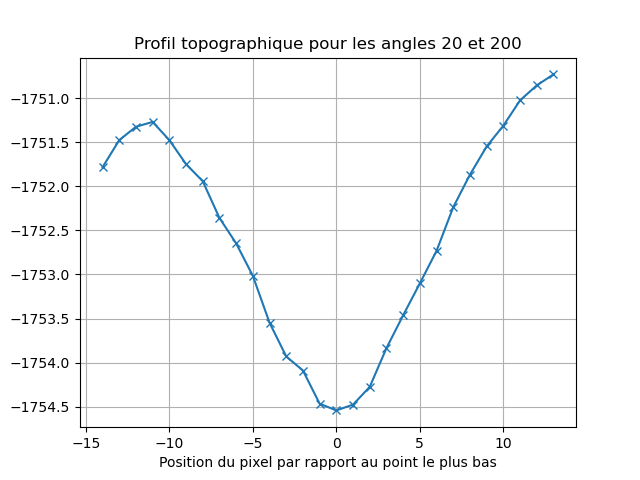 Profil topographique pour les angles 20 et 200
−1751.0
−1751.5
−1752.0
−1752.5
−1753.0
−1753.5
−1754.0
−1754.5
−15 −10 −5 0 5 10
Position du pixel par rapport au point le plus bas